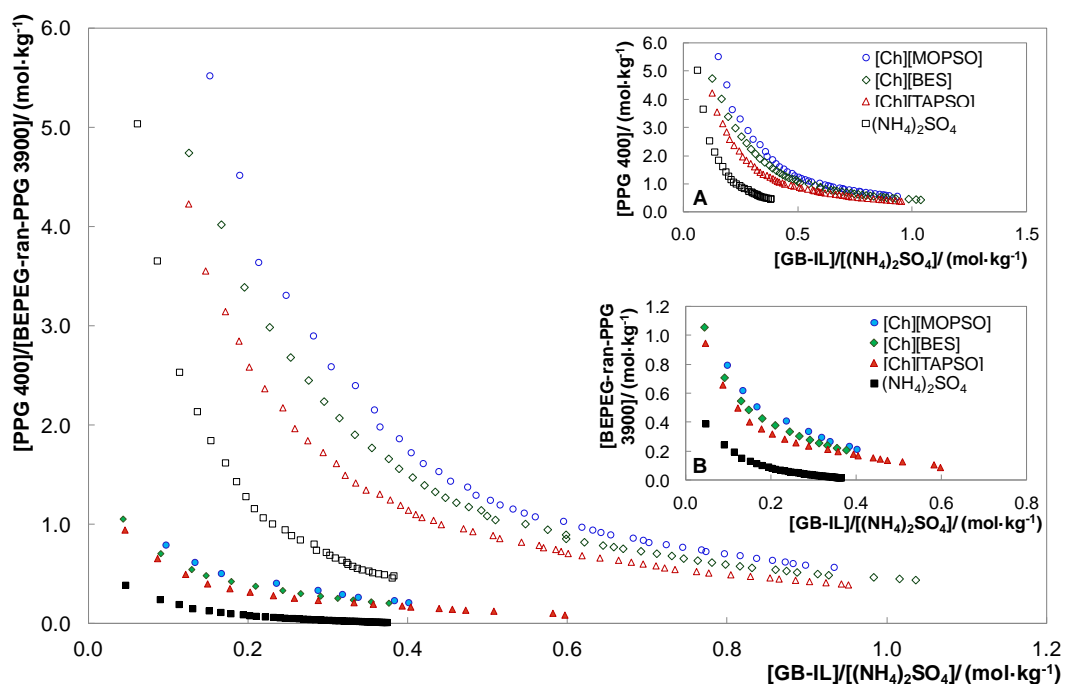 6.0
5.0
4.0
3.0
2.0
1.0
0.0
[PPG 400]/[BEPEG-ran-PPG 3900]/ (mol·kg-1)
0.0
0.2
0.4
0.6
0.8
1.0
1.2
[GB-IL]/[(NH4)2SO4]/ (mol·kg-1)
6.0
5.0
4.0
3.0
2.0
1.0
0.0
[PPG 400]/ (mol·kg-1)
[Ch][MOPSO]
[Ch][BES]
[Ch][TAPSO]
(NH4)2SO4
A
0.0
0.5
1.0
1.5
[GB-IL]/[(NH4)2SO4]/ (mol·kg-1)
1.2
1.0
0.8
0.6
0.4
0.2
0.0
[BEPEG-ran-PPG
3900]/ (mol·kg-1)
[Ch][MOPSO]
[Ch][BES]
[Ch][TAPSO]
(NH4)2SO4
B
0.0
0.2
0.4
0.6
0.8
[GB-IL]/[(NH4)2SO4]/ (mol·kg-1)